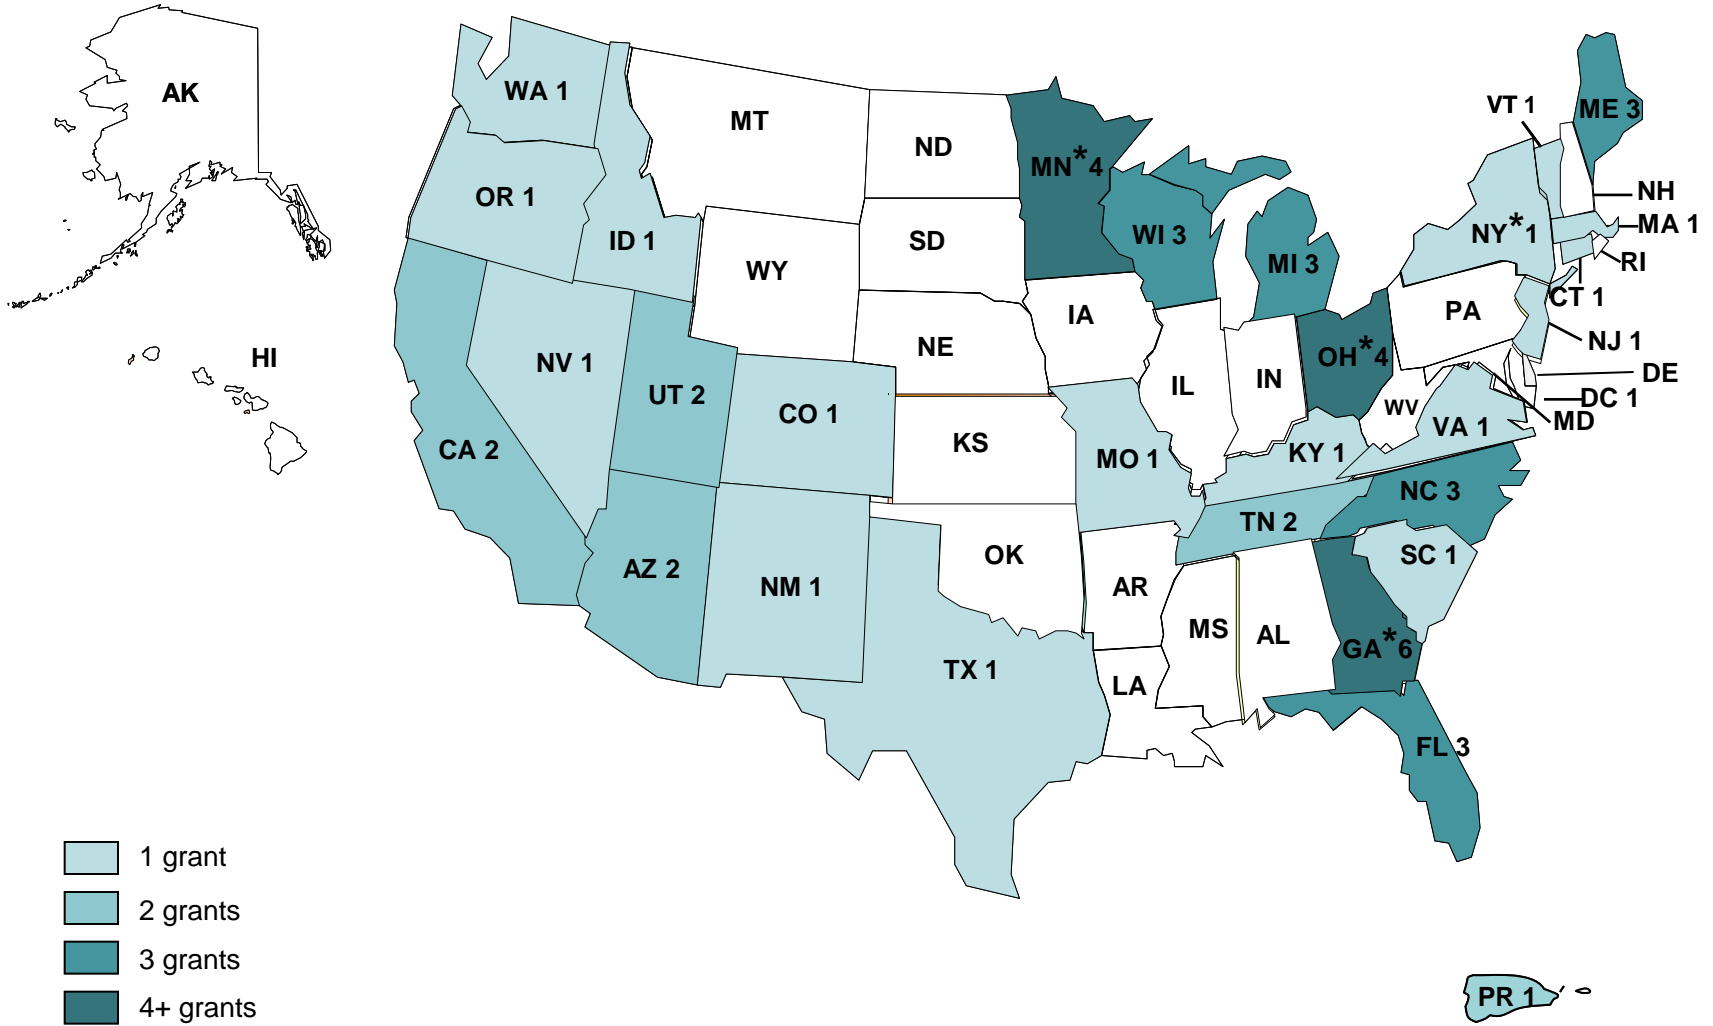 AK
WA 1
MT
ND
MN*4
VT 1
ME 3
OR 1
ID 1
SD
WI 3
NY*1
NH
MA 1
WY
MI 3
RI
CT 1
IA
PA
NJ 1
HI
NV 1
NE
OH*4
UT 2
CO 1
IL
IN
WV
DE
DC 1
MD
CA 2
KS
MO 1
KY 1
VA 1
NC 3
TN 2
AZ 2
NM 1
OK
AR
SC 1
MS
AL
GA*6
TX 1
LA
FL 3
1 grant
2 grants
3 grants
4+ grants
PR 1